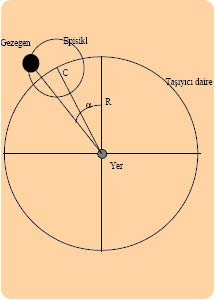 Gezegen
Episikl
C
Taşıyıcı daire
R
α
Yer